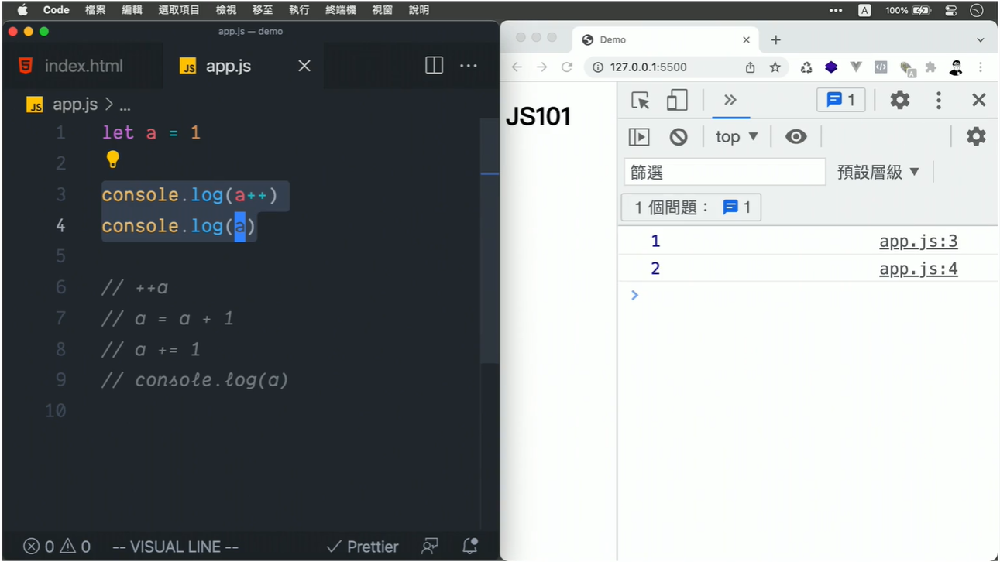 Code 檔案 編輯 選取項目 檢視 移至 執行 終端機 視窗 說明 ••• A 100%
app.js — demo
index.html
JS app.js
JS app.js > ...
1 let a = 1
2
3 console.log(a++)
4 console.log(a)
5
6 // ++a
7 // a = a + 1
8 // a += 1
9 // console.log(a)
10
0 0 -- VISUAL LINE -- Prettier
Demo
127.0.0.1:5500
A
JS101
1
top
篩選
預設層級
1 個問題： 1
1 app.js:3
2 app.js:4
>